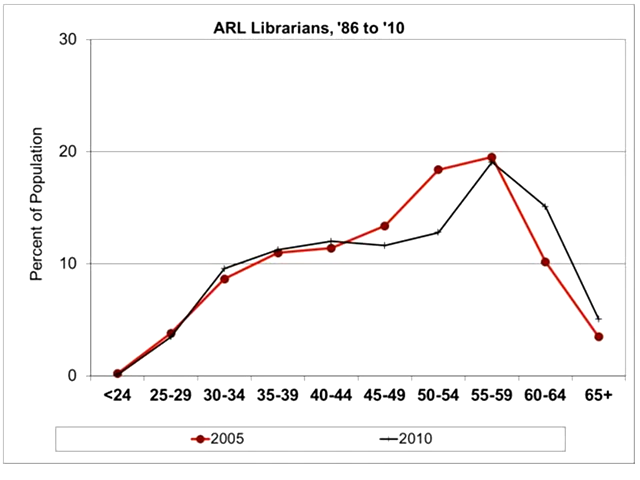 ARL Librarians, '86 to '10
30
20
10
0
Percent of Population
<24 25-29 30-34 35-39 40-44 45-49 50-54 55-59 60-64 65+
2005 2010